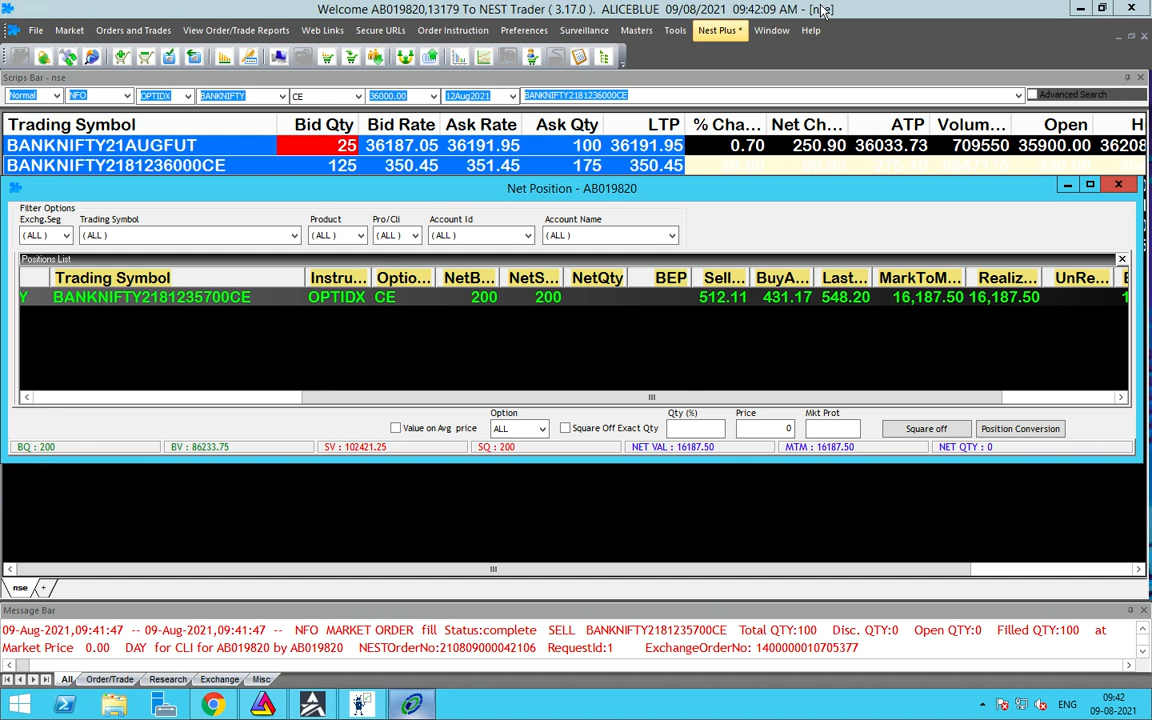 Welcome AB019820,13179 To NEST Trader ( 3.17.0 ). ALICEBLUE 09/08/2021 09:42:09 AM - [nse]
File Market Orders and Trades View Order/Trade Reports Web Links Secure URLs Order Instruction Preferences Surveillance Masters Tools Nest Plus * Window Help
Scrips Bar - nse
Normal NFO OPTIDX BANKNIFTY CE 36000.00 12Aug2021 BANKNIFTY2181236000CE Advanced Search
Trading Symbol Bid Qty Bid Rate Ask Rate Ask Qty LTP % Cha... Net Ch... ATP Volum... Open H
BANKNIFTY21AUGFUT 25 36187.05 36191.95 100 36191.95 0.70 250.90 36033.73 709550 35900.00 36208
BANKNIFTY2181236000CE 125 350.45 351.45 175 350.45
Net Position - AB019820
Filter Options
Exchg.Seg Trading Symbol Product Pro/Cli Account Id Account Name
( ALL ) ( ALL ) ( ALL ) ( ALL ) ( ALL ) ( ALL )
Positions List
Trading Symbol Instru... Optio... NetB... NetS... NetQty BEP Sell... BuyA... Last... MarkToM... Realiz... UnRe...
Y BANKNIFTY2181235700CE OPTIDX CE 200 200 512.11 431.17 548.20 16,187.50 16,187.50 1
Option Qty (%) Price Mkt Prot
Value on Avg price ALL Square Off Exact Qty 0 Square off Position Conversion
BQ : 200 BV : 86233.75 SV : 102421.25 SQ : 200 NET VAL : 16187.50 MTM : 16187.50 NET QTY : 0
nse +
Message Bar
09-Aug-2021,09:41:47 -- 09-Aug-2021,09:41:47 -- NFO MARKET ORDER fill Status:complete SELL BANKNIFTY2181235700CE Total QTY:100 Disc. QTY:0 Open QTY:0 Filled QTY:100 at
Market Price 0.00 DAY for CLI for AB019820 by AB019820 NESTOrderNo:210809000042106 RequestId:1 ExchangeOrderNo: 1400000010705377
All Order/Trade Research Exchange Misc
ENG 09:42
09-08-2021